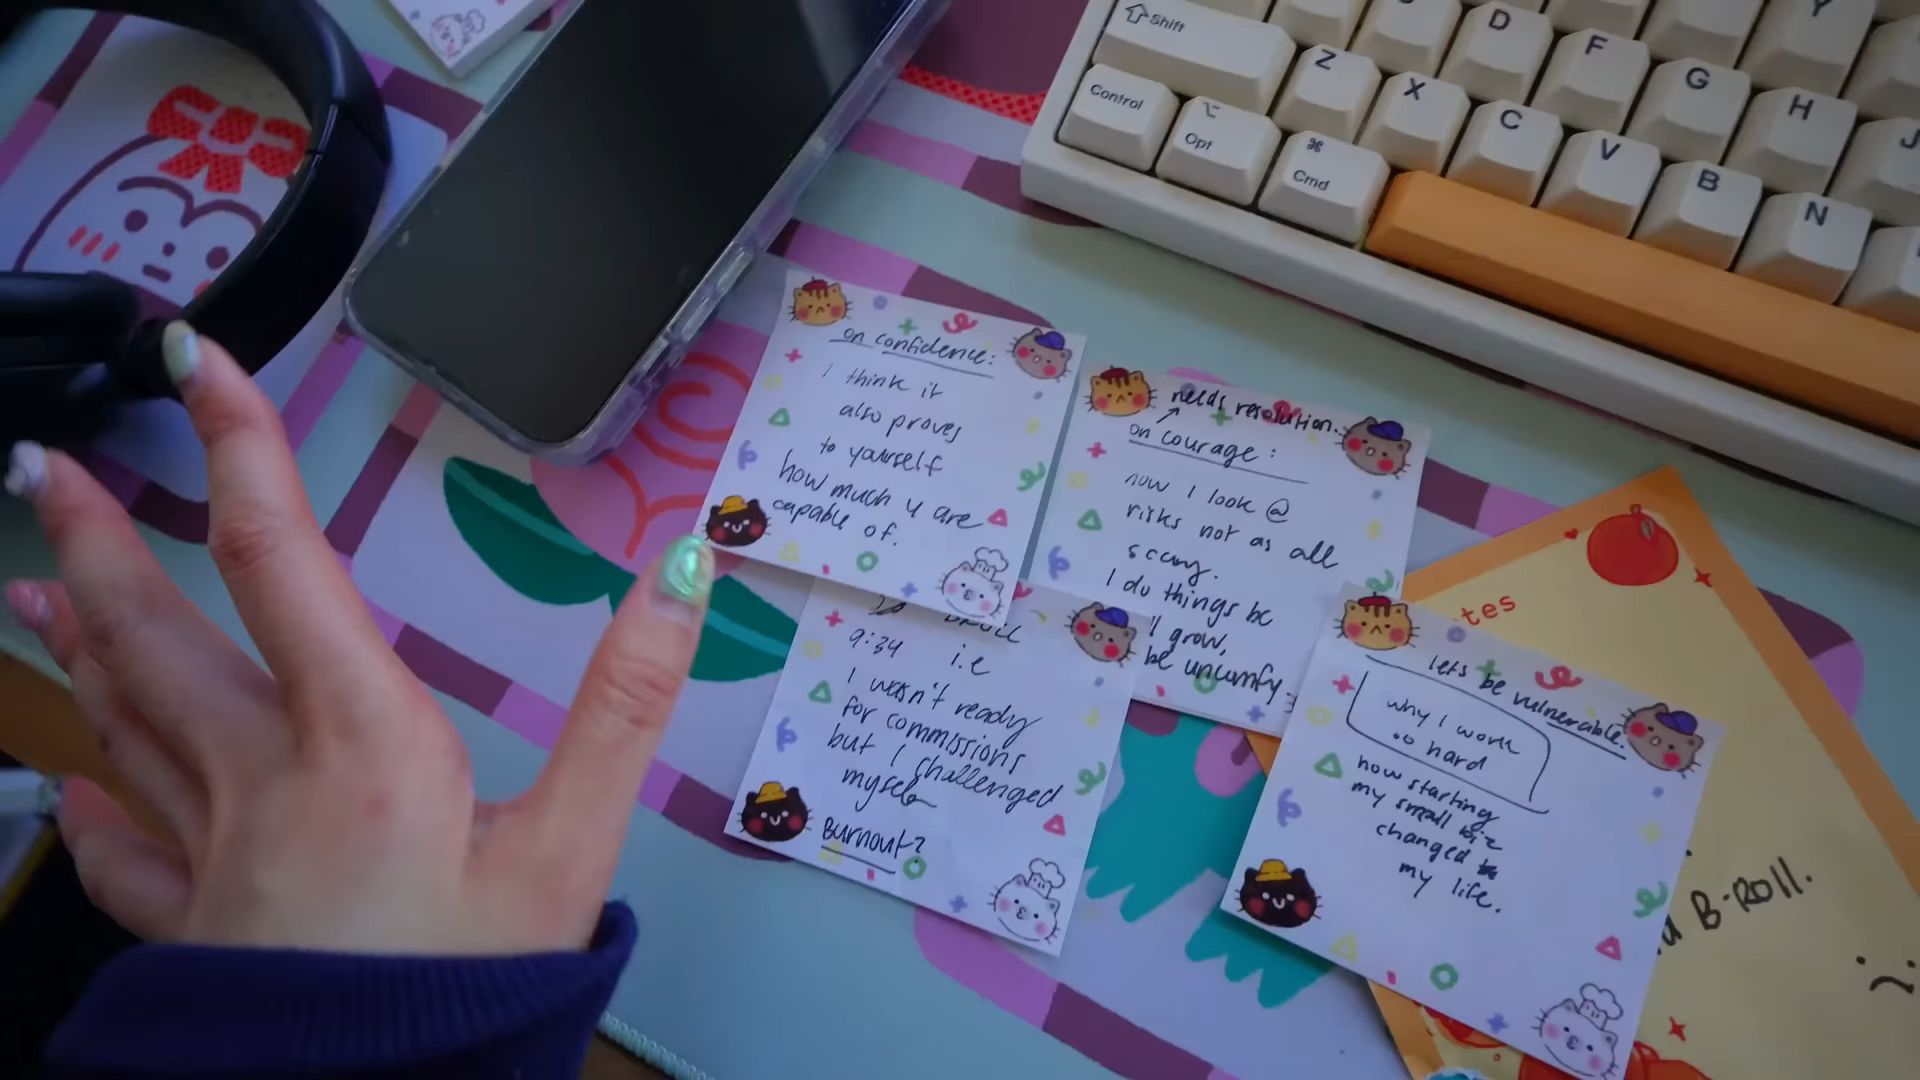 Shift
D
Y
Z
X
F
G
H
J
Control
Opt
Cmd
C
V
B
N
on confidence:
I think it
also proves
to yourself
how much u are
capable of.
needs resolution.
on courage:
now I look @
risks not as all
scary.
I do things bc
I grow,
be uncomfy.
9:34
i.e
I wasn't ready
for commissions
but I challenged
myself
Burnout?
lets be vulnerable.
why I work
so hard
how starting
my small biz
changed
my life.
tes
B-ROLL.